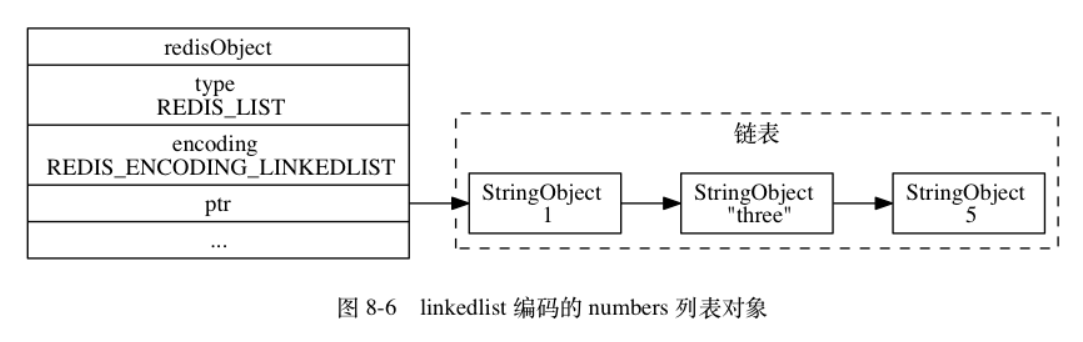 redisObject
type
REDIS_LIST
encoding
REDIS_ENCODING_LINKEDLIST
ptr
...
链表
StringObject
1
StringObject
"three"
StringObject
5
图 8-6 linkedlist 编码的 numbers 列表对象